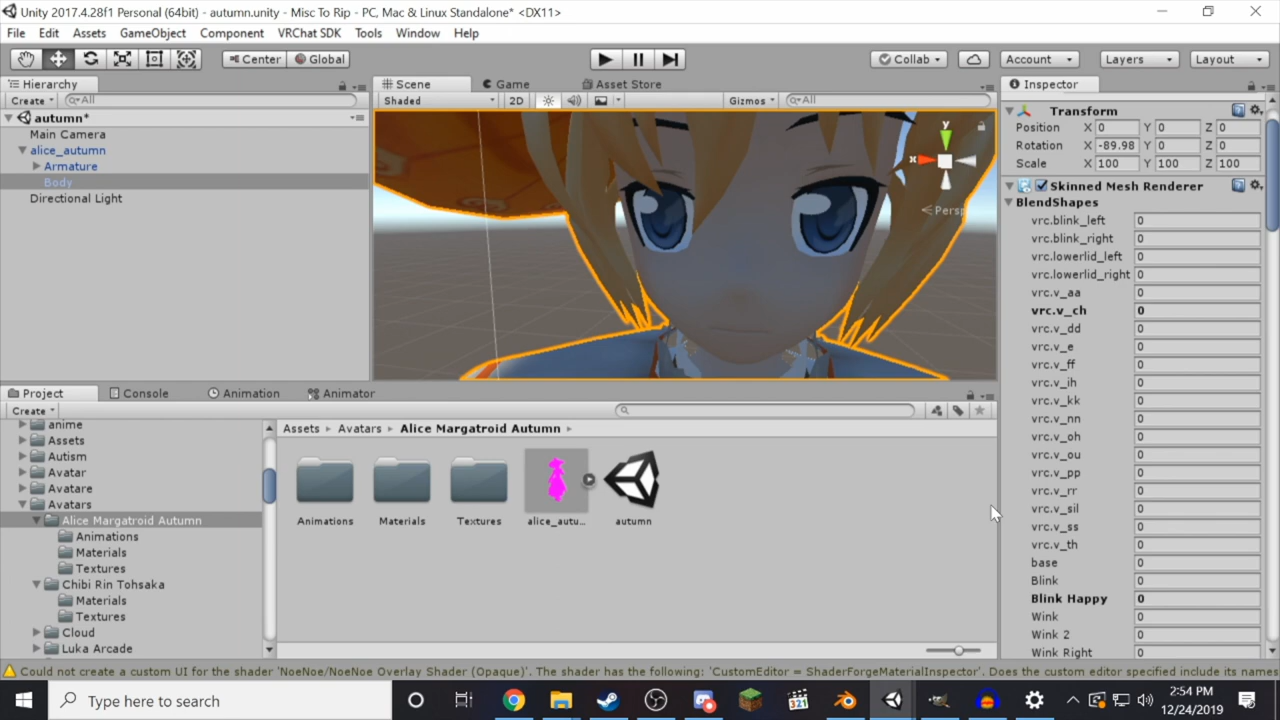 Unity 2017.4.28f1 Personal (64bit) - autumn.unity - Misc To Rip - PC, Mac & Linux Standalone* <DX11>
File Edit Assets GameObject Component VRChat SDK Tools Window Help
Center Global Collab Account Layers Layout
Hierarchy
Create All
autumn*
Main Camera
alice_autumn
Armature
Body
Directional Light
Scene Game Asset Store
Shaded 2D Gizmos All
y
x
Persp
Inspector
Transform
Position X 0 Y 0 Z 0
Rotation X -89.98 Y 0 Z 0
Scale X 100 Y 100 Z 100
Skinned Mesh Renderer
BlendShapes
vrc.blink_left 0
vrc.blink_right 0
vrc.lowerlid_left 0
vrc.lowerlid_right 0
vrc.v_aa 0
vrc.v_ch 0
vrc.v_dd 0
vrc.v_e 0
vrc.v_ff 0
vrc.v_ih 0
vrc.v_kk 0
vrc.v_nn 0
vrc.v_oh 0
vrc.v_ou 0
vrc.v_pp 0
vrc.v_rr 0
vrc.v_sil 0
vrc.v_ss 0
vrc.v_th 0
base 0
Blink 0
Blink Happy 0
Wink 0
Wink 2 0
Wink Right 0
Project Console Animation Animator
Create
anime
Assets
Autism
Avatar
Avatare
Avatars
Alice Margatroid Autumn
Animations
Materials
Textures
Chibi Rin Tohsaka
Materials
Textures
Cloud
Luka Arcade
Assets Avatars Alice Margatroid Autumn
Animations Materials Textures alice_autu... autumn
Could not create a custom UI for the shader 'NoeNoe/NoeNoe Overlay Shader (Opaque)'. The shader has the following: 'CustomEditor = ShaderForgeMaterialInspector'. Does the custom editor specified include its names
Type here to search
321
2:54 PM
12/24/2019